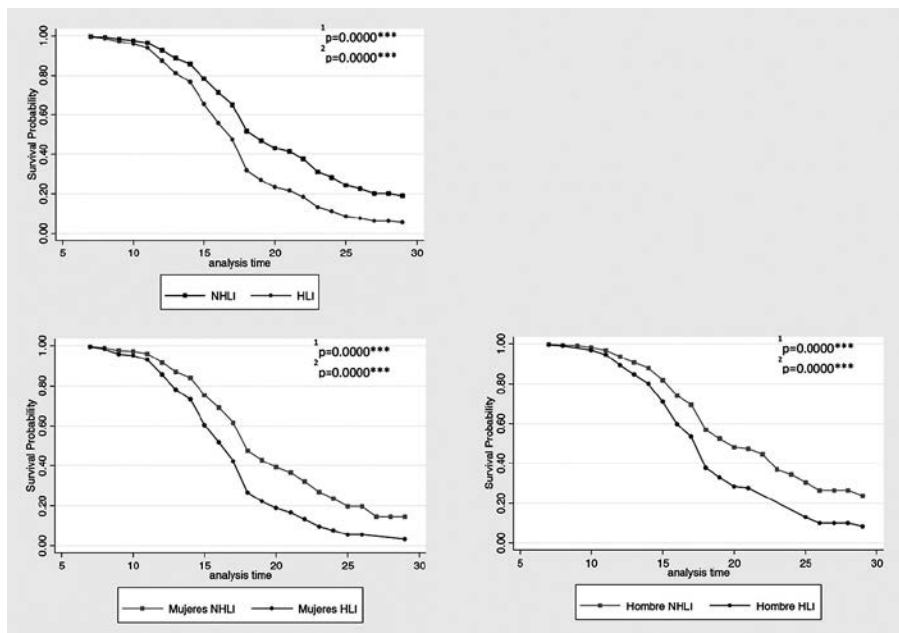 1
p=0.0000***
2
p=0.0000***
Survival Probability
1.00
0.80
0.60
0.40
0.20
0.00
5 10 15 20 25 30
analysis time
NHLI HLI
1
p=0.0000***
2
p=0.0000***
Survival Probability
1.00
0.80
0.60
0.40
0.20
0.00
5 10 15 20 25 30
analysis time
Mujeres NHLI Mujeres HLI
1
p=0.0000***
2
p=0.0000***
Survival Probability
1.00
0.80
0.60
0.40
0.20
0.00
5 10 15 20 25 30
analysis time
Hombre NHLI Hombre HLI